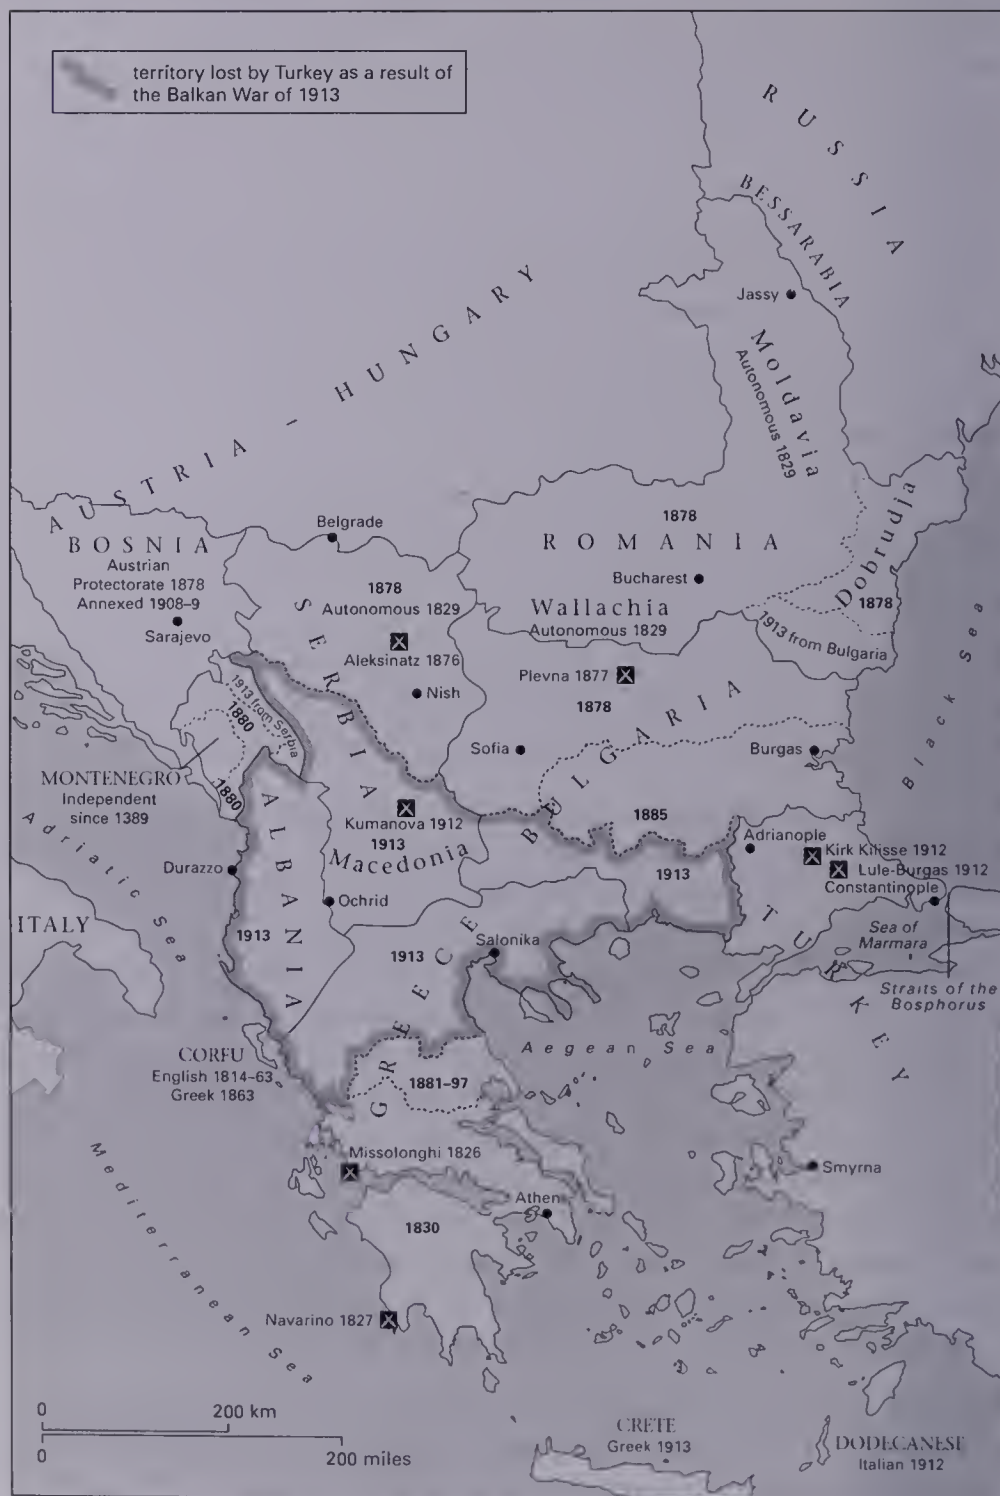 territory lost by Turkey as a result of
the Balkan War of 1913
RUSSIA
BESSARABIA
Jassy
Moldavia
Autonomous 1829
AUSTRIA - HUNGARY
BOSNIA
Austrian
Protectorate 1878
Annexed 1908–9
Sarajevo
Belgrade
1878
Autonomous 1829
SERBIA
Aleksinatz 1876
Nish
1878
ROMANIA
Bucharest
Wallachia
Autonomous 1829
Dobrudja
1878
1913 from Bulgaria
Plevna 1877
1878
BULGARIA
Sofia
Burgas
1885
Black Sea
1913 from Serbia
1880
1880
MONTENEGRO
Independent
since 1389
Adriatic Sea
ALBANIA
Kumanova 1912
1913
Macedonia
Durazzo
Ochrid
1913
ITALY
Adrianople
Kirk Kilisse 1912
Lule-Burgas 1912
Constantinople
1913
TURKEY
Sea of
Marmara
Straits of the
Bosphorus
GREECE
1913
Salonika
Aegean Sea
CORFU
English 1814–63
Greek 1863
1881–97
Missolonghi 1826
Athen
Smyrna
1830
Mediterranean Sea
Navarino 1827
0 200 km
0 200 miles
CRETE
Greek 1913
DODECANESE
Italian 1912